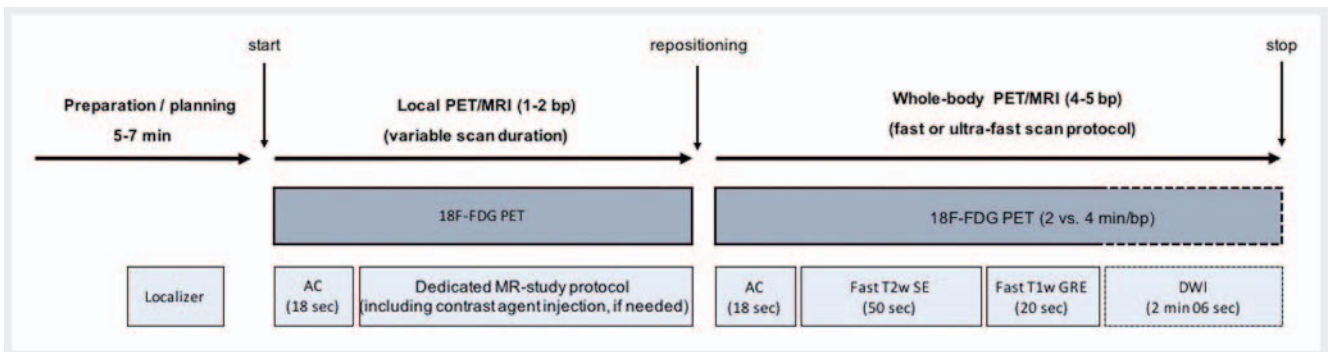 start
repositioning
stop
Preparation / planning
5-7 min
Local PET/MRI (1-2 bp)
(variable scan duration)
Whole-body PET/MRI (4-5 bp)
(fast or ultra-fast scan protocol)
18F-FDG PET
18F-FDG PET (2 vs. 4 min/bp)
Localizer
AC
(18 sec)
Dedicated MR-study protocol
(including contrast agent injection, if needed)
AC
(18 sec)
Fast T2w SE
(50 sec)
Fast T1w GRE
(20 sec)
DWI
(2 min 06 sec)